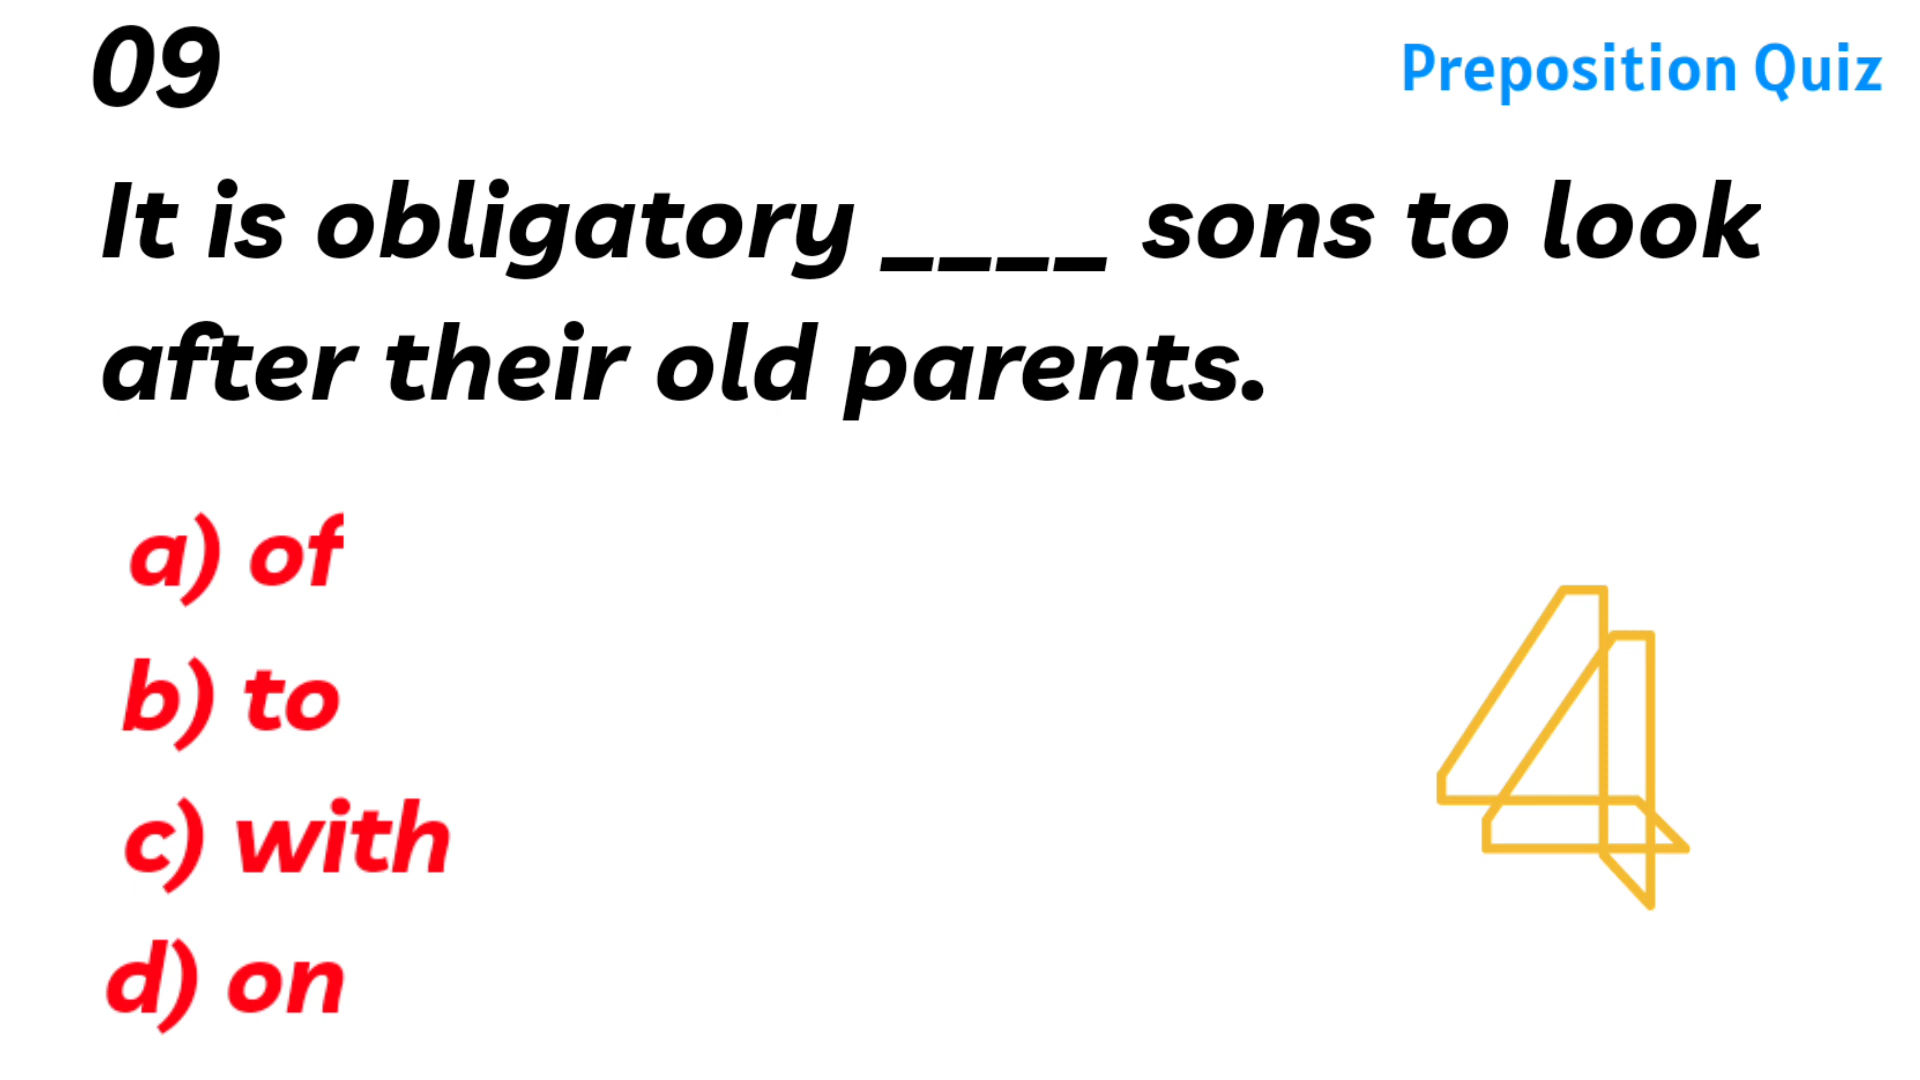 09
Preposition Quiz
It is obligatory ____ sons to look
after their old parents.
a) of
b) to
c) with
d) on
4